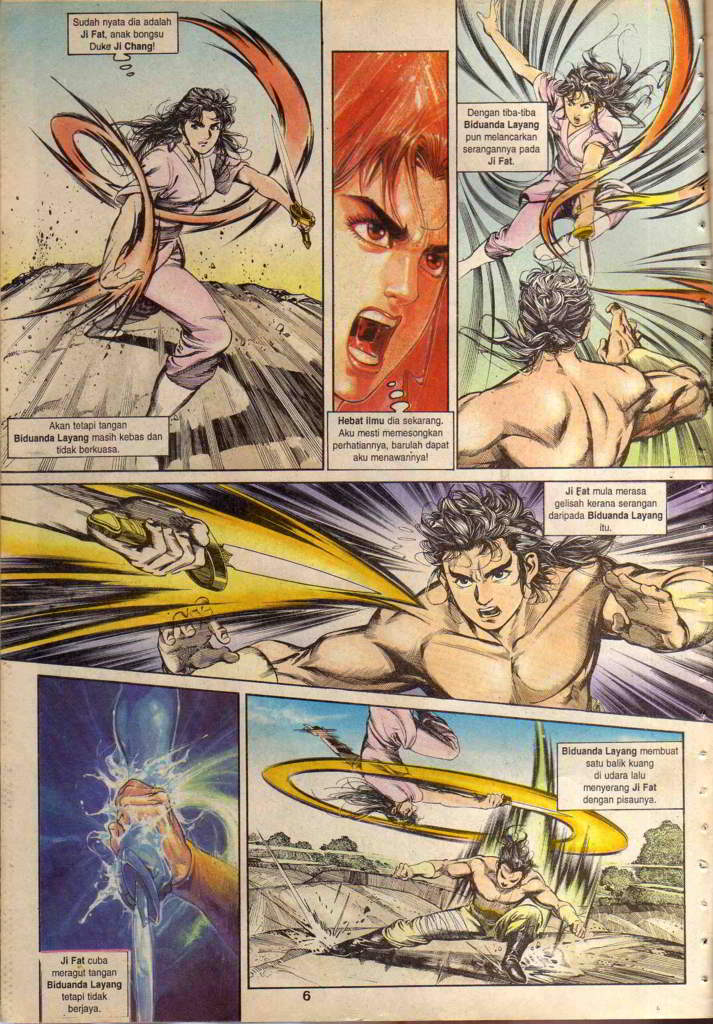 Sudah nyata dia adalah
Ji Fat, anak bongsu
Duke Ji Chang!
Akan tetapi tangan
Biduanda Layang masih kebas dan
tidak berkuasa.
Hebat ilmu dia sekarang.
Aku mesti memesongkan
perhatiannya, barulah dapat
aku menawannya!
Dengan tiba-tiba
Biduanda Layang
pun melancarkan
serangannya pada
Ji Fat.
Ji Fat mula merasa
gelisah kerana serangan
daripada Biduanda Layang
itu.
Ji Fat cuba
meragut tangan
Biduanda Layang
tetapi tidak
berjaya.
Biduanda Layang membuat
satu balik kuang
di udara lalu
menyerang Ji Fat
dengan pisaunya.
6